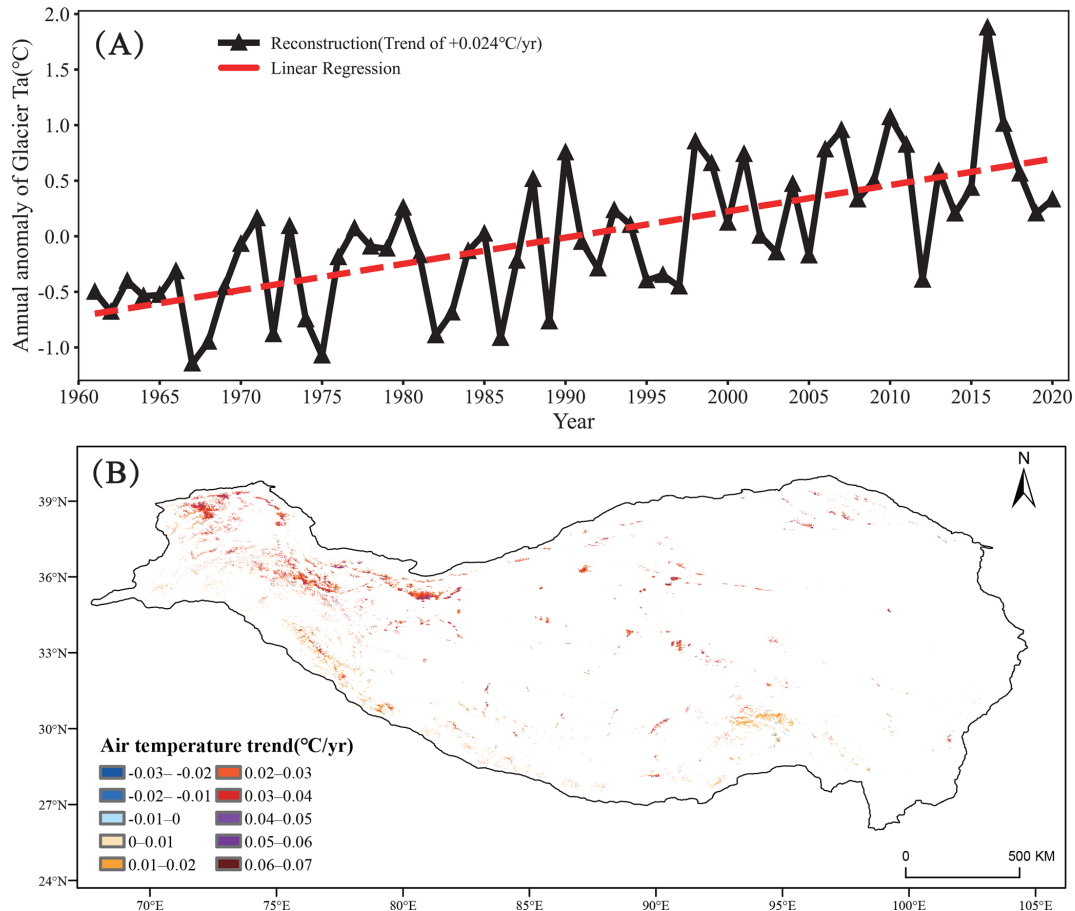 (A)
Reconstruction(Trend of +0.024℃/yr)
Linear Regression
Annual anomaly of Glacier Ta(℃)
2.0
1.5
1.0
0.5
0.0
-0.5
-1.0
1960 1965 1970 1975 1980 1985 1990 1995 2000 2005 2010 2015 2020
Year
(B)
N
39°N
36°N
33°N
30°N
27°N
24°N
Air temperature trend(℃/yr)
-0.03– -0.02 0.02–0.03
-0.02– -0.01 0.03–0.04
-0.01–0 0.04–0.05
0–0.01 0.05–0.06
0.01–0.02 0.06–0.07
0 500 KM
70°E 75°E 80°E 85°E 90°E 95°E 100°E 105°E